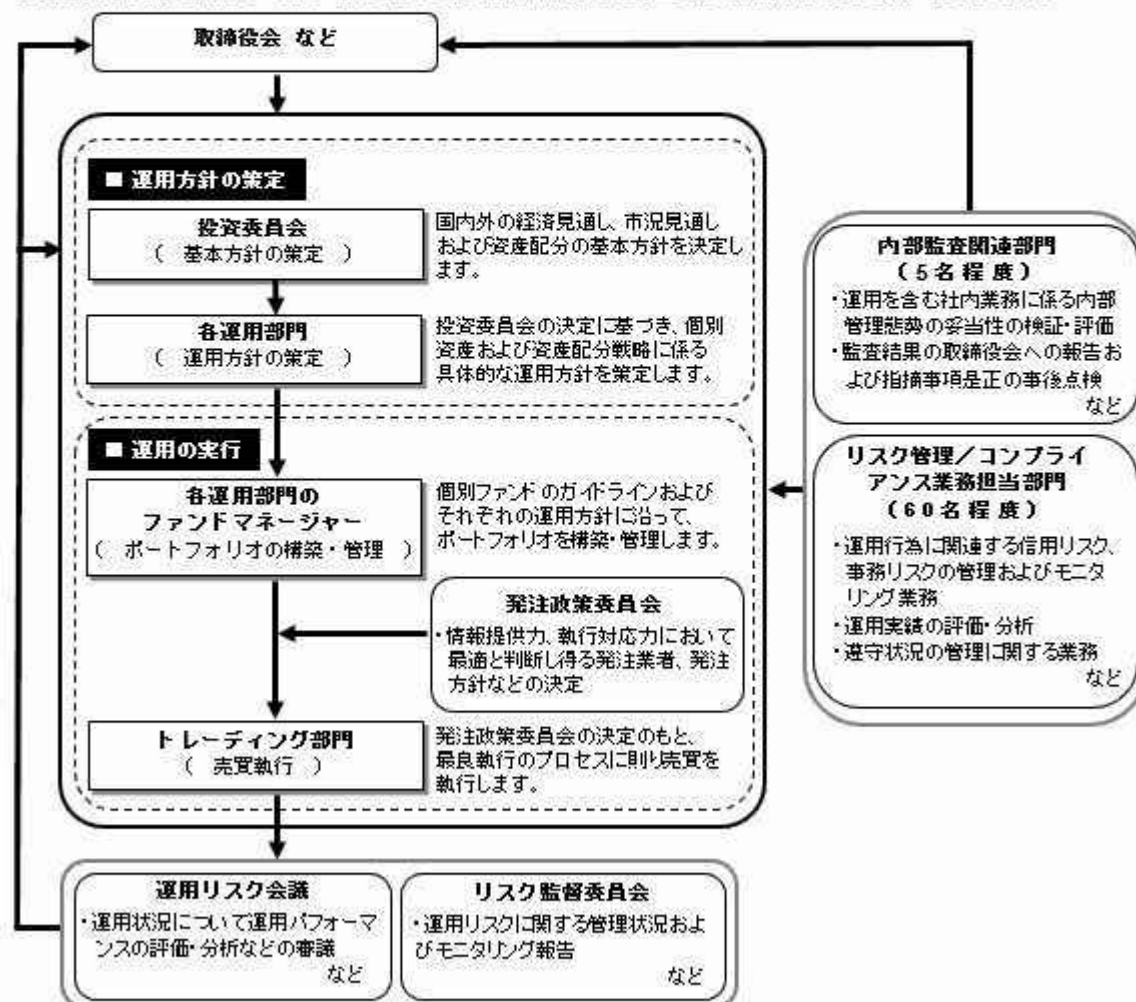 取締役会 など
■ 運用方針の策定
投資委員会
( 基本方針の策定 )
国内外の経済見通し、市況見通し
および資産配分の基本方針を決定し
ます。
各運用部門
( 運用方針の策定 )
投資委員会の決定に基づき、個別
資産および資産配分戦略に係る
具体的な運用方針を策定します。
■ 運用の実行
各運用部門の
ファンドマネージャー
( ポートフォリオの構築・管理 )
個別ファンドのガイドラインおよび
それぞれの運用方針に沿って、
ポートフォリオを構築・管理します。
発注政策委員会
・情報提供力、執行対応力において
最適と判断し得る発注業者、発注
方針などの決定
トレーディング部門
( 売買執行 )
発注政策委員会の決定のもと、
最良執行のプロセスに則り売買を
執行します。
内部監査関連部門
(5名程度)
・運用を含む社内業務に係る内部
管理態勢の妥当性の検証・評価
・監査結果の取締役会への報告お
よび指摘事項是正の事後点検
など
リスク管理/コンプライ
アンス業務担当部門
(60名程度)
・運用行為に関連する信用リスク、
事務リスクの管理およびモニタ
リング業務
・運用実績の評価・分析
・遵守状況の管理に関する業務
など
運用リスク会議
・運用状況について運用パフォーマ
ンスの評価・分析などの審議
など
リスク監督委員会
・運用リスクに関する管理状況およ
びモニタリング報告
など